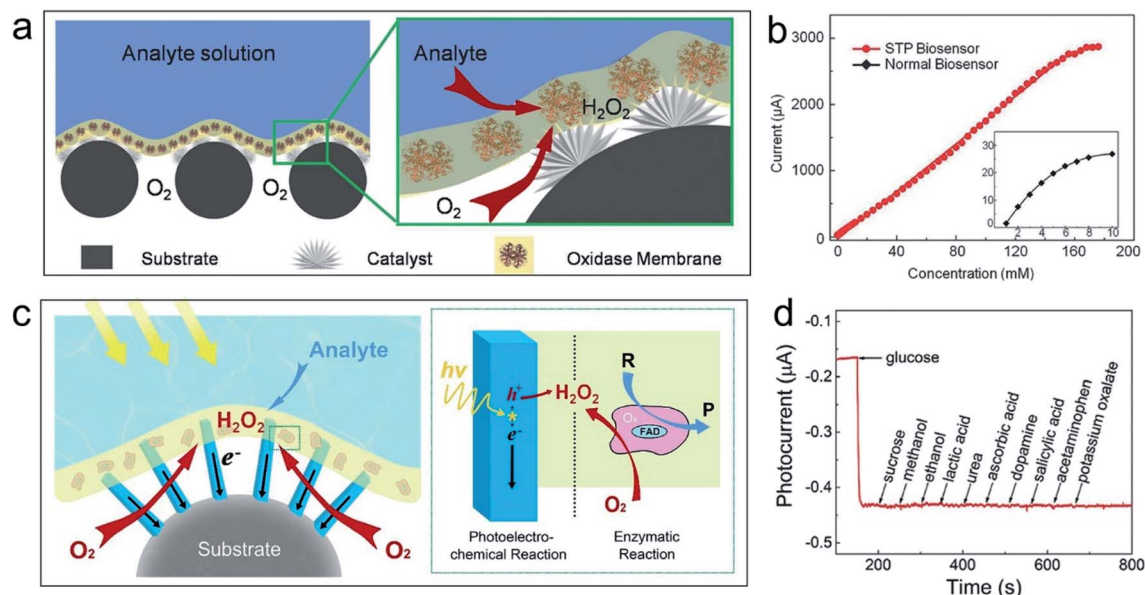 a
Analyte solution
O₂
O₂
Analyte
H₂O₂
O₂
Substrate
Catalyst
Oxidase Membrane
b
Current (µA)
3000
2000
1000
0
STP Biosensor
Normal Biosensor
30
20
10
0
2
4
6
8
10
0
40
80
120
160
200
Concentration (mM)
c
Analyte
H₂O₂
e⁻
O₂
O₂
Substrate
hν
h⁺
e⁻
H₂O₂
R
P
Oₓ
FAD
O₂
Photoelectro-
chemical Reaction
Enzymatic
Reaction
d
Photocurrent (µA)
-0.1
-0.2
-0.3
-0.4
-0.5
glucose
sucrose
methanol
ethanol
lactic acid
urea
ascorbic acid
dopamine
salicylic acid
acetaminophen
potassium oxalate
200
400
600
800
Time (s)